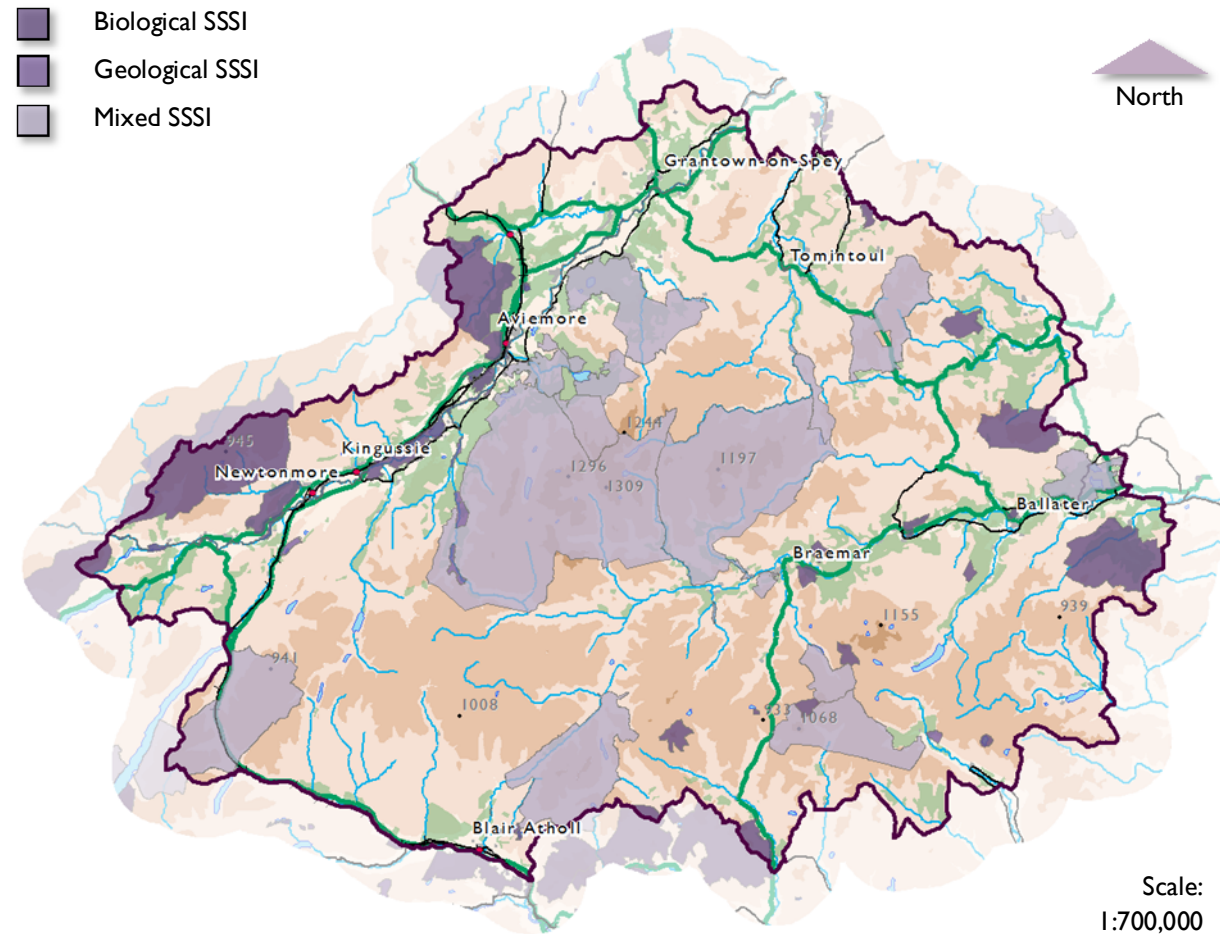 Biological SSSI
Geological SSSI
Mixed SSSI
North
Grantown-on-Spey
Tomintoul
Aviemore
1244
945
Kingussie
1197
Newtonmore
1296
1309
Ballater
Braemar
939
1155
941
1008
933
1068
Blair Atholl
Scale:
1:700,000